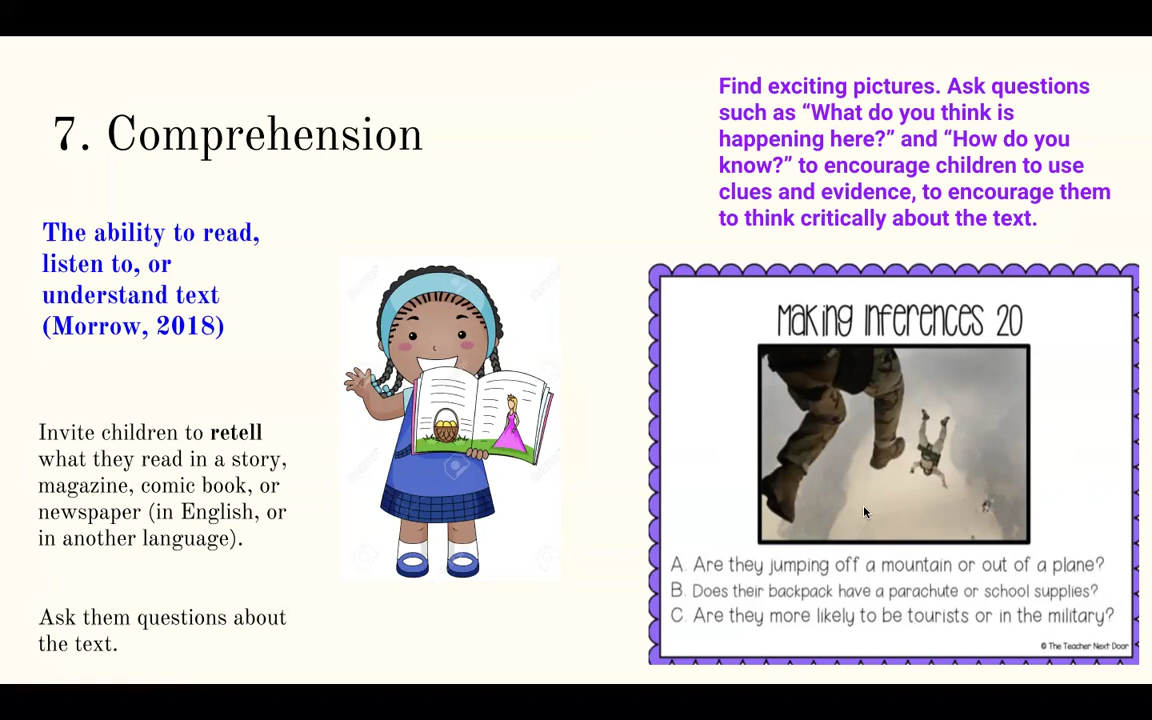 7. Comprehension
The ability to read,
listen to, or
understand text
(Morrow, 2018)
Invite children to retell
what they read in a story,
magazine, comic book, or
newspaper (in English, or
in another language).
Ask them questions about
the text.
Find exciting pictures. Ask questions
such as “What do you think is
happening here?” and “How do you
know?” to encourage children to use
clues and evidence, to encourage them
to think critically about the text.
Making Inferences 20
A. Are they jumping off a mountain or out of a plane?
B. Does their backpack have a parachute or school supplies?
C. Are they more likely to be tourists or in the military?
© The Teacher Next Door